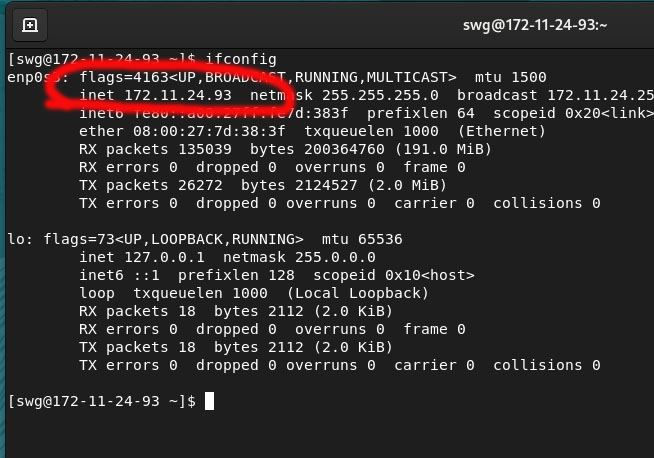 swg@172-11-24-93:~
[swg@172-11-24-93 ~]$ ifconfig
enp0s3: flags=4163<UP,BROADCAST,RUNNING,MULTICAST>  mtu 1500
        inet 172.11.24.93  netmask 255.255.255.0  broadcast 172.11.24.25
        inet6 fe80::a00:27ff:fe7d:383f  prefixlen 64  scopeid 0x20<link>
        ether 08:00:27:7d:38:3f  txqueuelen 1000  (Ethernet)
        RX packets 135039  bytes 200364760 (191.0 MiB)
        RX errors 0  dropped 0  overruns 0  frame 0
        TX packets 26272  bytes 2124527 (2.0 MiB)
        TX errors 0  dropped 0 overruns 0  carrier 0  collisions 0
lo: flags=73<UP,LOOPBACK,RUNNING>  mtu 65536
        inet 127.0.0.1  netmask 255.0.0.0
        inet6 ::1  prefixlen 128  scopeid 0x10<host>
        loop  txqueuelen 1000  (Local Loopback)
        RX packets 18  bytes 2112 (2.0 KiB)
        RX errors 0  dropped 0  overruns 0  frame 0
        TX packets 18  bytes 2112 (2.0 KiB)
        TX errors 0  dropped 0 overruns 0  carrier 0  collisions 0
[swg@172-11-24-93 ~]$